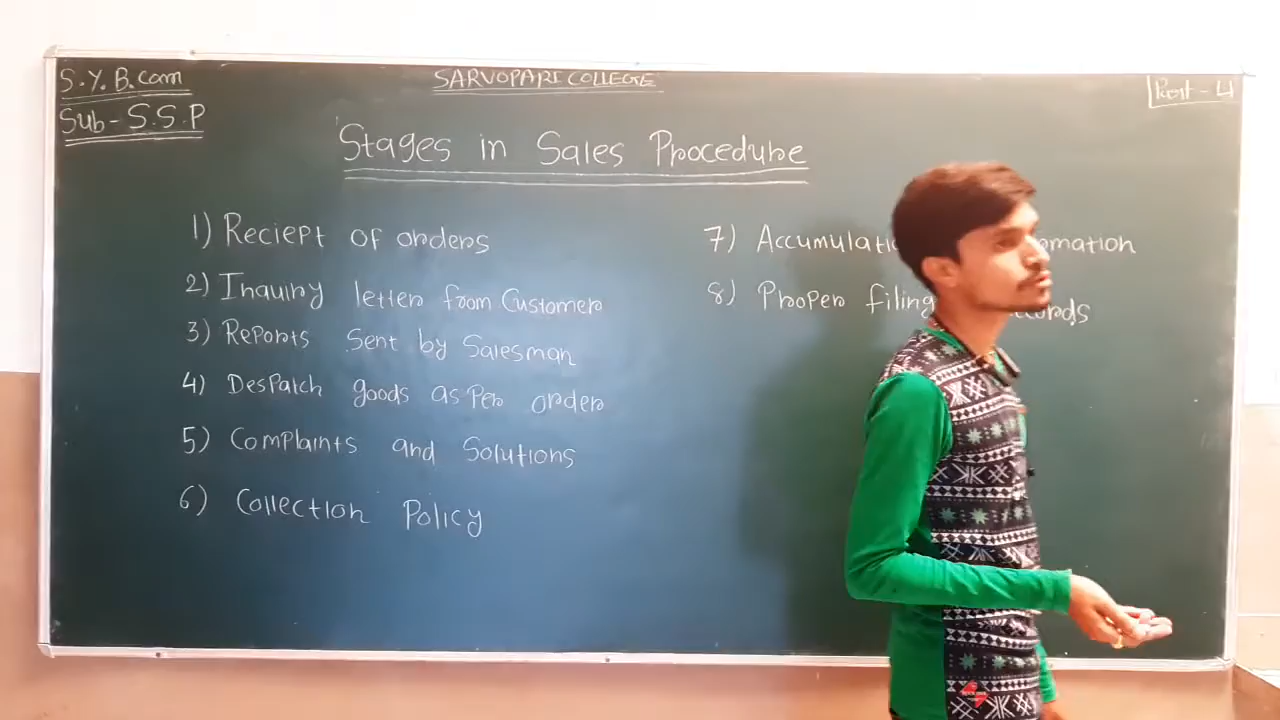 S.Y.B.com
SARVOPARI COLLEGE
Part - 4
Sub - S.S.P
Stages in Sales Procedure
1) Reciept of orders
2) Inquiry letter from Customer
3) Reports sent by Salesman
4) Despatch goods as Per order
5) Complaints and Solutions
6) Collection Policy
7)
8) Proper filing